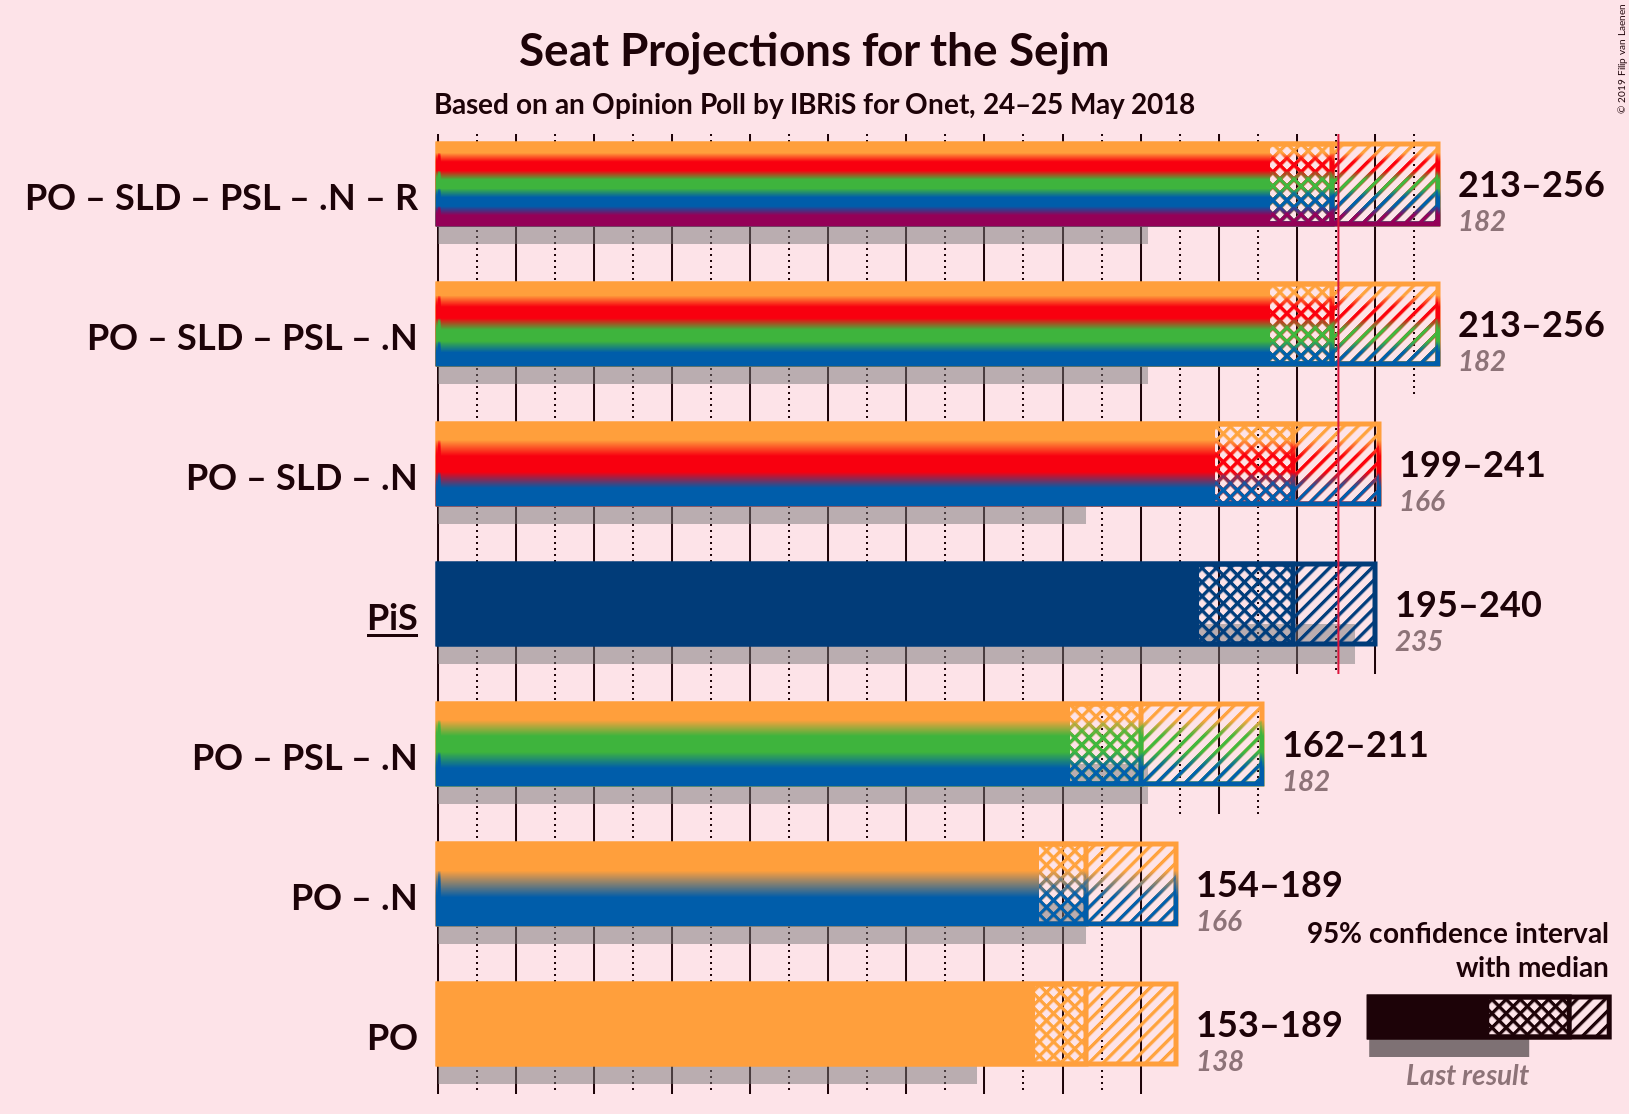 Seat Projections for the Sejm
Based on an Opinion Poll by IBRiS for Onet, 24–25 May 2018
© 2019 Filip van Laenen
PO – SLD – PSL – .N – R
213–256
182
PO – SLD – PSL – .N
213–256
182
PO – SLD – .N
199–241
166
PiS
195–240
235
PO – PSL – .N
162–211
182
PO – .N
154–189
166
PO
153–189
138
95% confidence interval
with median
Last result